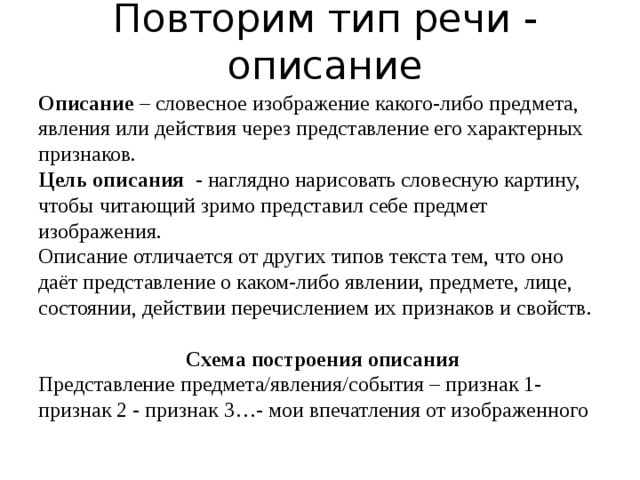 Повторим тип речи -
описание
Описание – словесное изображение какого-либо предмета,
явления или действия через представление его характерных
признаков.
Цель описания  - наглядно нарисовать словесную картину,
чтобы читающий зримо представил себе предмет
изображения.
Описание отличается от других типов текста тем, что оно
даёт представление о каком-либо явлении, предмете, лице,
состоянии, действии перечислением их признаков и свойств.
Схема построения описания
Представление предмета/явления/события – признак 1-
признак 2 - признак 3…- мои впечатления от изображенного